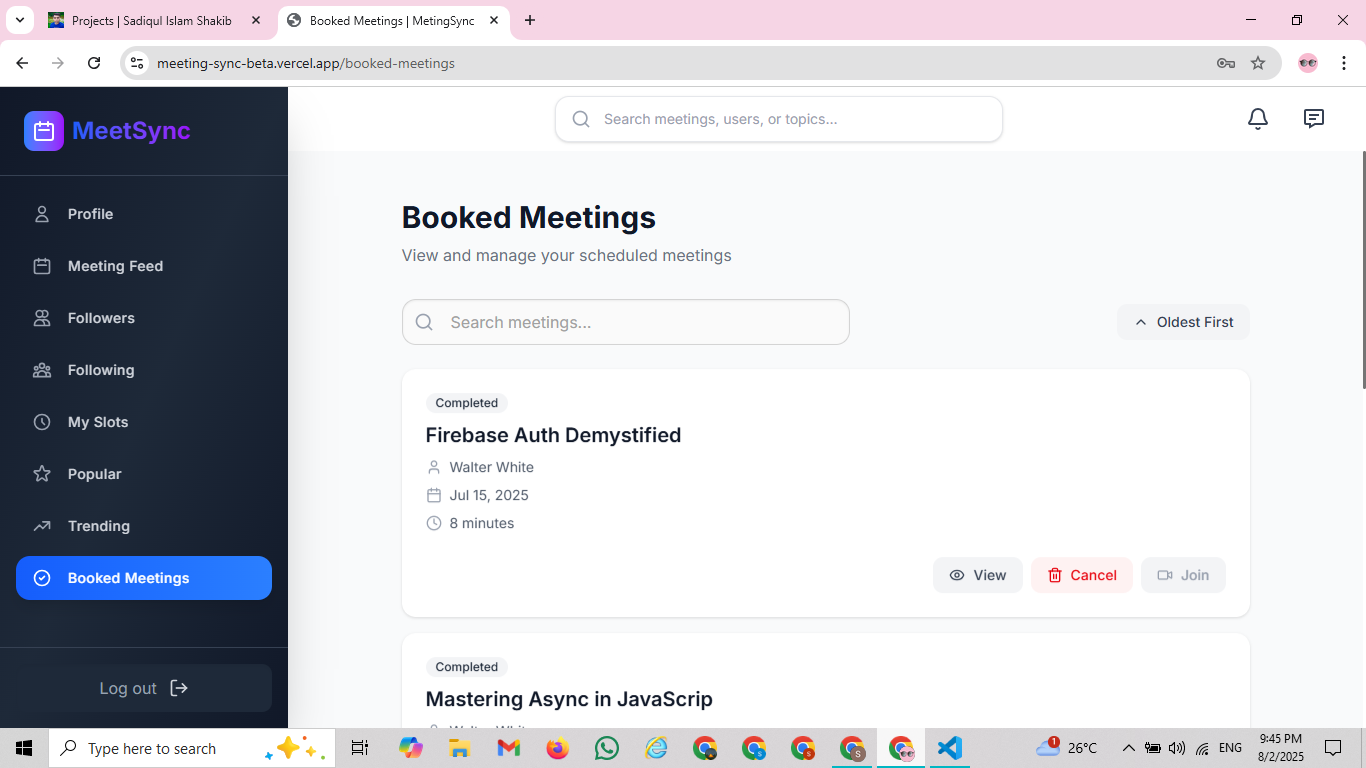 Projects | Sadiqul Islam Shakib
Booked Meetings | MetingSync
meeting-sync-beta.vercel.app/booked-meetings
MeetSync
Search meetings, users, or topics...
Profile
Meeting Feed
Followers
Following
My Slots
Popular
Trending
Booked Meetings
Log out
Booked Meetings
View and manage your scheduled meetings
Search meetings...
Oldest First
Completed
Firebase Auth Demystified
Walter White
Jul 15, 2025
8 minutes
View
Cancel
Join
Completed
Mastering Async in JavaScrip
Walter White
Type here to search
1
26°C
ENG
9:45 PM
8/2/2025